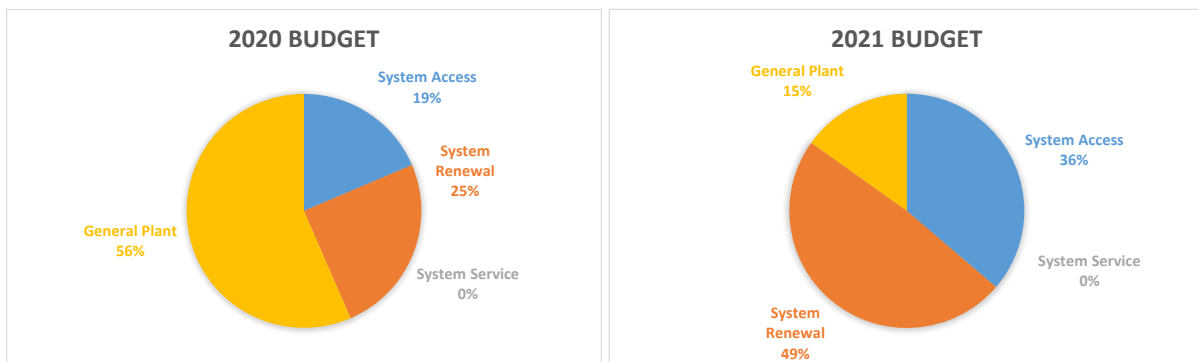 2020 BUDGET
System Access
19%
System
Renewal
25%
System Service
0%
General Plant
56%
2021 BUDGET
General Plant
15%
System Access
36%
System Service
0%
System
Renewal
49%